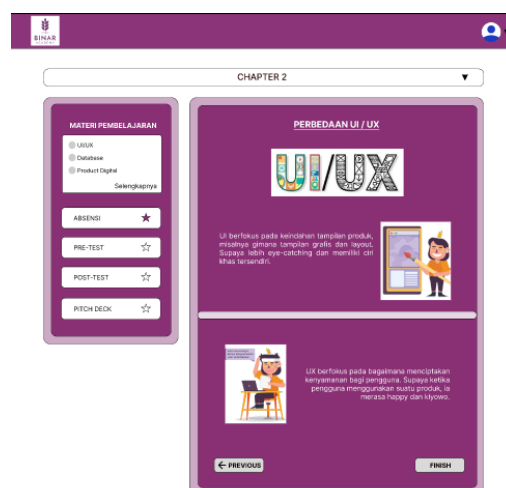 BINAR
CHAPTER 2
MATERI PEMBELAJARAN
UI/UX
Database
Product Digital
Selengkapnya
ABSENSI
PRE-TEST
POST-TEST
PITCH DECK
PERBEDAAN UI / UX
UI/UX
UI berfokus pada keindahan tampilan produk,
misalnya gimana tampilan grafis dan layout.
Supaya lebih eye-catching dan memiliki ciri
khas tersendiri.
UX berfokus pada bagaimana menciptakan
kenyamanan bagi pengguna. Supaya ketika
pengguna menggunakan suatu produk, ia
merasa happy dan kiyowo.
← PREVIOUS
FINISH